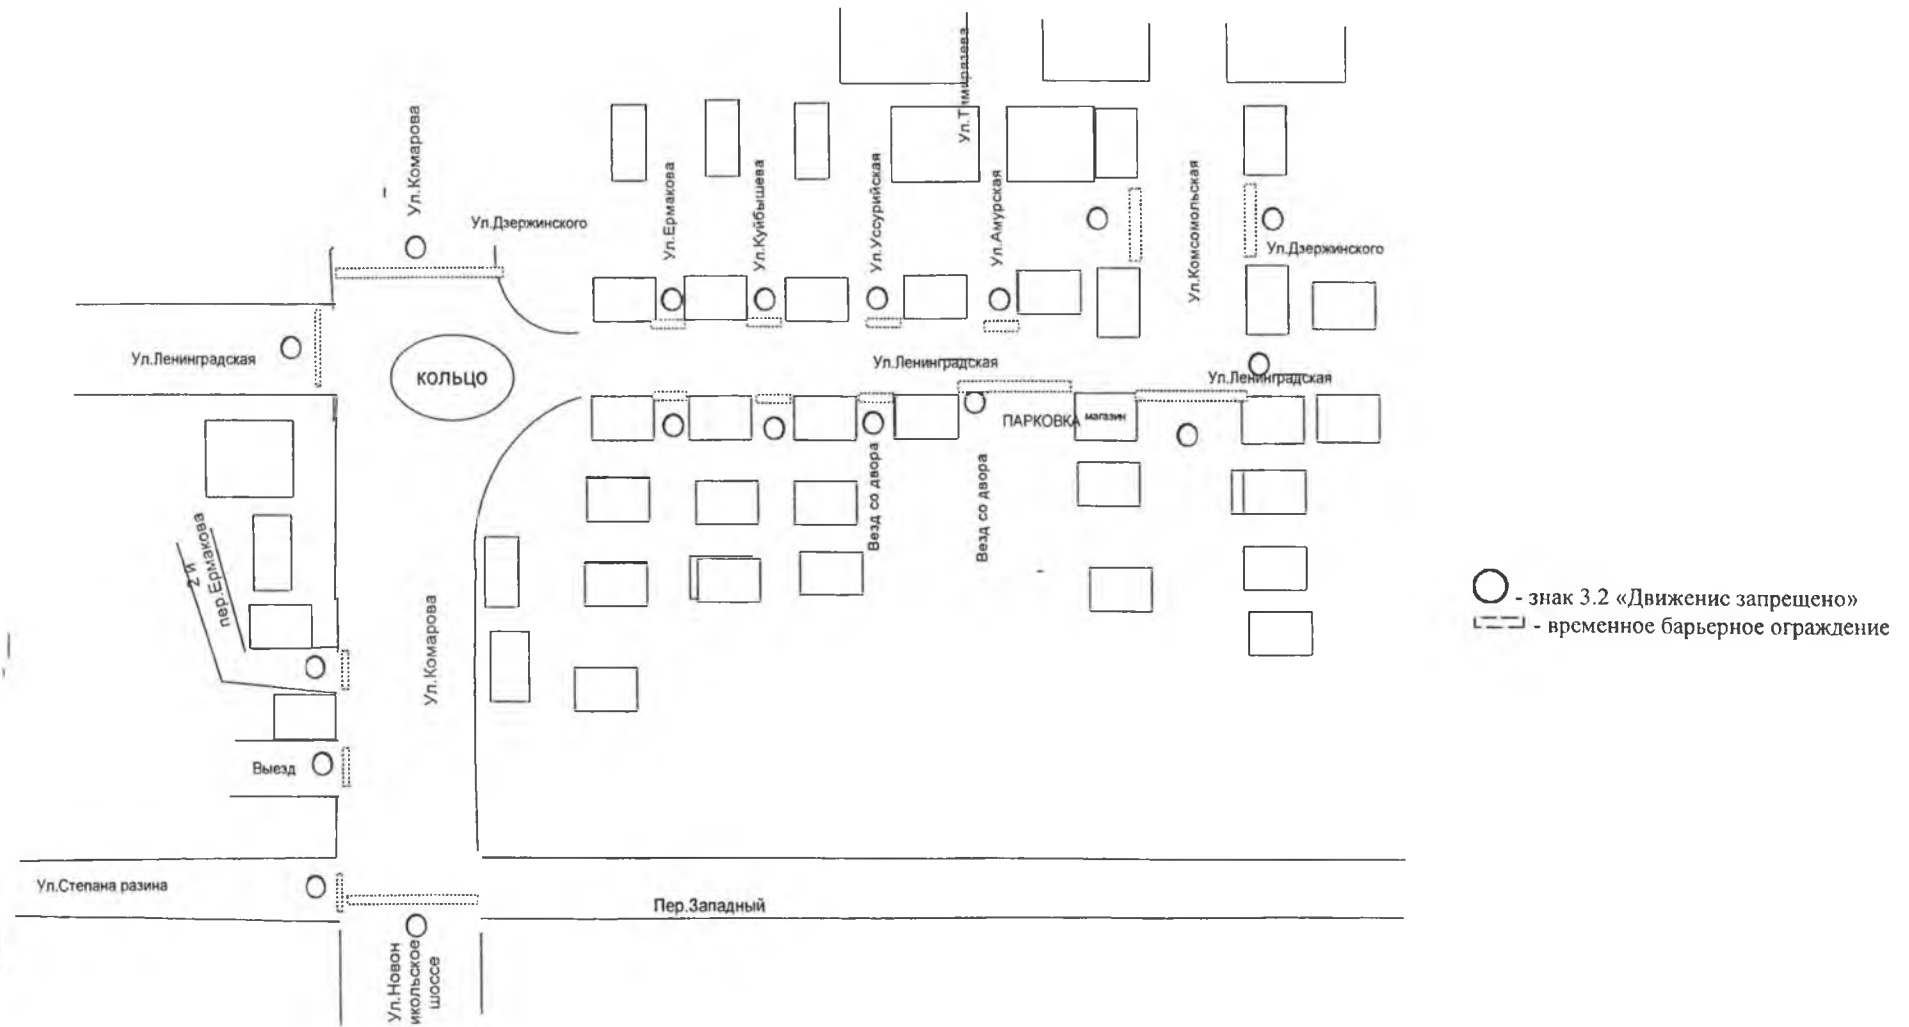 Ул.Тимирязева
Ул.Комарова
Ул.Дзержинского
Ул.Ермакова
Ул.Куйбышева
Ул.Уссурийская
Ул.Амурская
Ул.Комсомольская
Ул.Дзержинского
Ул.Ленинградская
кольцо
Ул.Ленинградская
Ул.Ленинградская
ПАРКОВКА
магазин
Везд со двора
Везд со двора
2 й
пер.Ермакова
Ул.Комарова
- знак 3.2 «Движение запрещено»
- временное барьерное ограждение
Выезд
Ул.Степана разина
Пер.Западный
Ул.Новон
икольское
шоссе